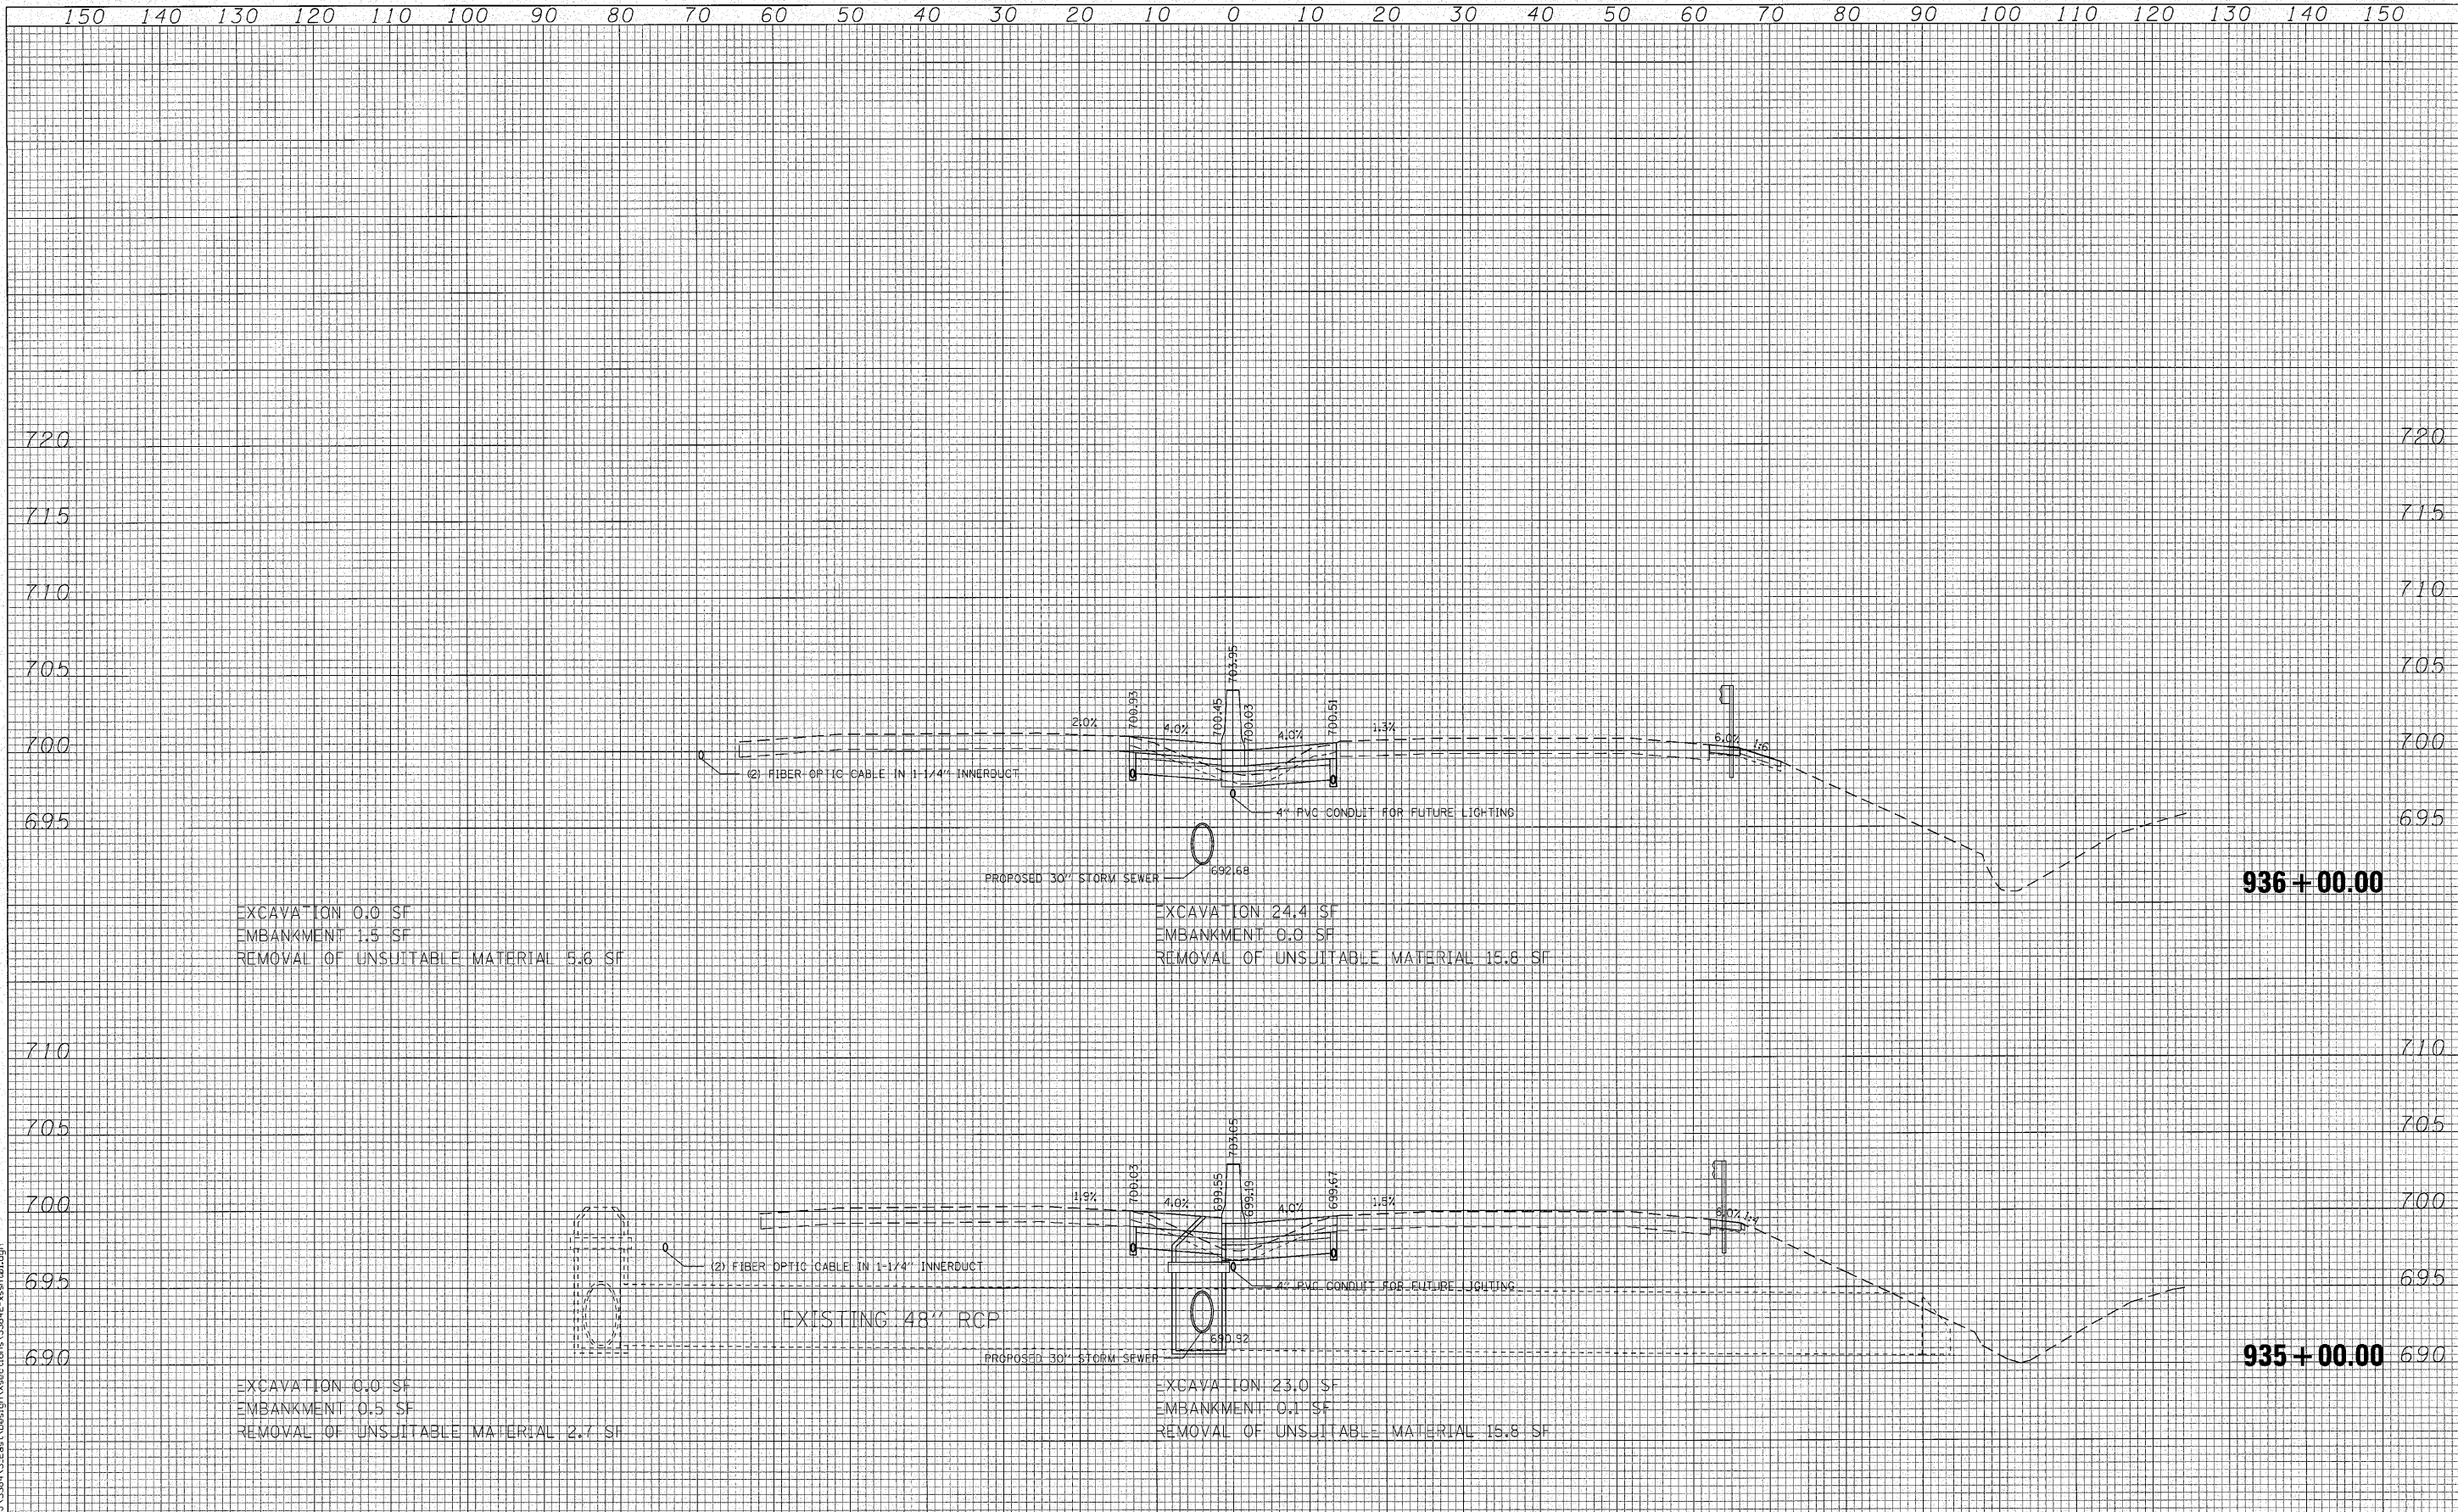 150 140 130 120 110 100 90 80 70 60 50 40 30 20 10 0 10 20 30 40 50 60 70 80 90 100 110 120 130 140 150
720 720
715 715
710 710
705 705
703.95
700.93 700.45 700.03 700.51
2.0% 4.0% 4.0% 1.3%
6.0% 1:6
700 700
(2) FIBER OPTIC CABLE IN 1-1/4" INNERDUCT
4" PVC CONDUIT FOR FUTURE LIGHTING
695 695
692.68
PROPOSED 30" STORM SEWER
936+00.00
EXCAVATION 0.0 SF
EMBANKMENT 1.5 SF
REMOVAL OF UNSUITABLE MATERIAL 5.6 SF
EXCAVATION 24.4 SF
EMBANKMENT 0.0 SF
REMOVAL OF UNSUITABLE MATERIAL 15.8 SF
710 710
705 705
703.05
700.03 699.55 699.19 699.67
1.9% 4.0% 4.0% 1.5%
1:4
700 700
(2) FIBER OPTIC CABLE IN 1-1/4" INNERDUCT
4" PVC CONDUIT FOR FUTURE LIGHTING
695 695
EXISTING 48" RCP
690.92
PROPOSED 30" STORM SEWER
690 935+00.00 690
EXCAVATION 0.0 SF
EMBANKMENT 0.5 SF
REMOVAL OF UNSUITABLE MATERIAL 2.7 SF
EXCAVATION 23.0 SF
EMBANKMENT 0.1 SF
REMOVAL OF UNSUITABLE MATERIAL 15.8 SF